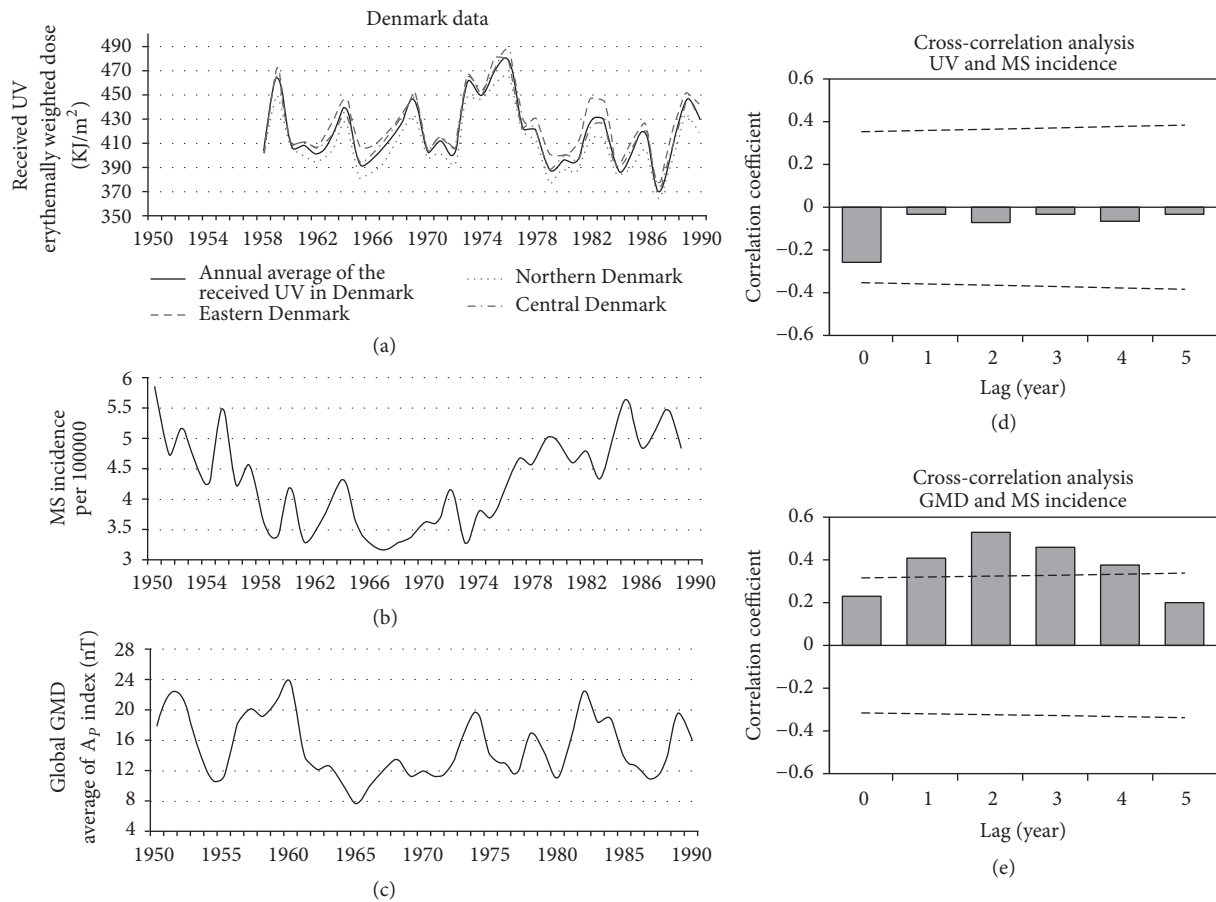 Denmark data
Received UV
erythemally weighted dose
(KJ/m²)
490
470
450
430
410
390
370
350
1950 1954 1958 1962 1966 1970 1974 1978 1982 1986 1990
Annual average of the
received UV in Denmark
Eastern Denmark
Northern Denmark
Central Denmark
(a)
MS incidence
per 100000
6
5.5
5
4.5
4
3.5
3
1950 1954 1958 1962 1966 1970 1974 1978 1982 1986 1990
(b)
Global GMD
average of Aₚ index (nT)
28
24
20
16
12
8
4
1950 1955 1960 1965 1970 1975 1980 1985 1990
(c)
Cross-correlation analysis
UV and MS incidence
Correlation coefficient
0.6
0.4
0.2
0
−0.2
−0.4
−0.6
0 1 2 3 4 5
Lag (year)
(d)
Cross-correlation analysis
GMD and MS incidence
Correlation coefficient
0.6
0.4
0.2
0
−0.2
−0.4
−0.6
0 1 2 3 4 5
Lag (year)
(e)